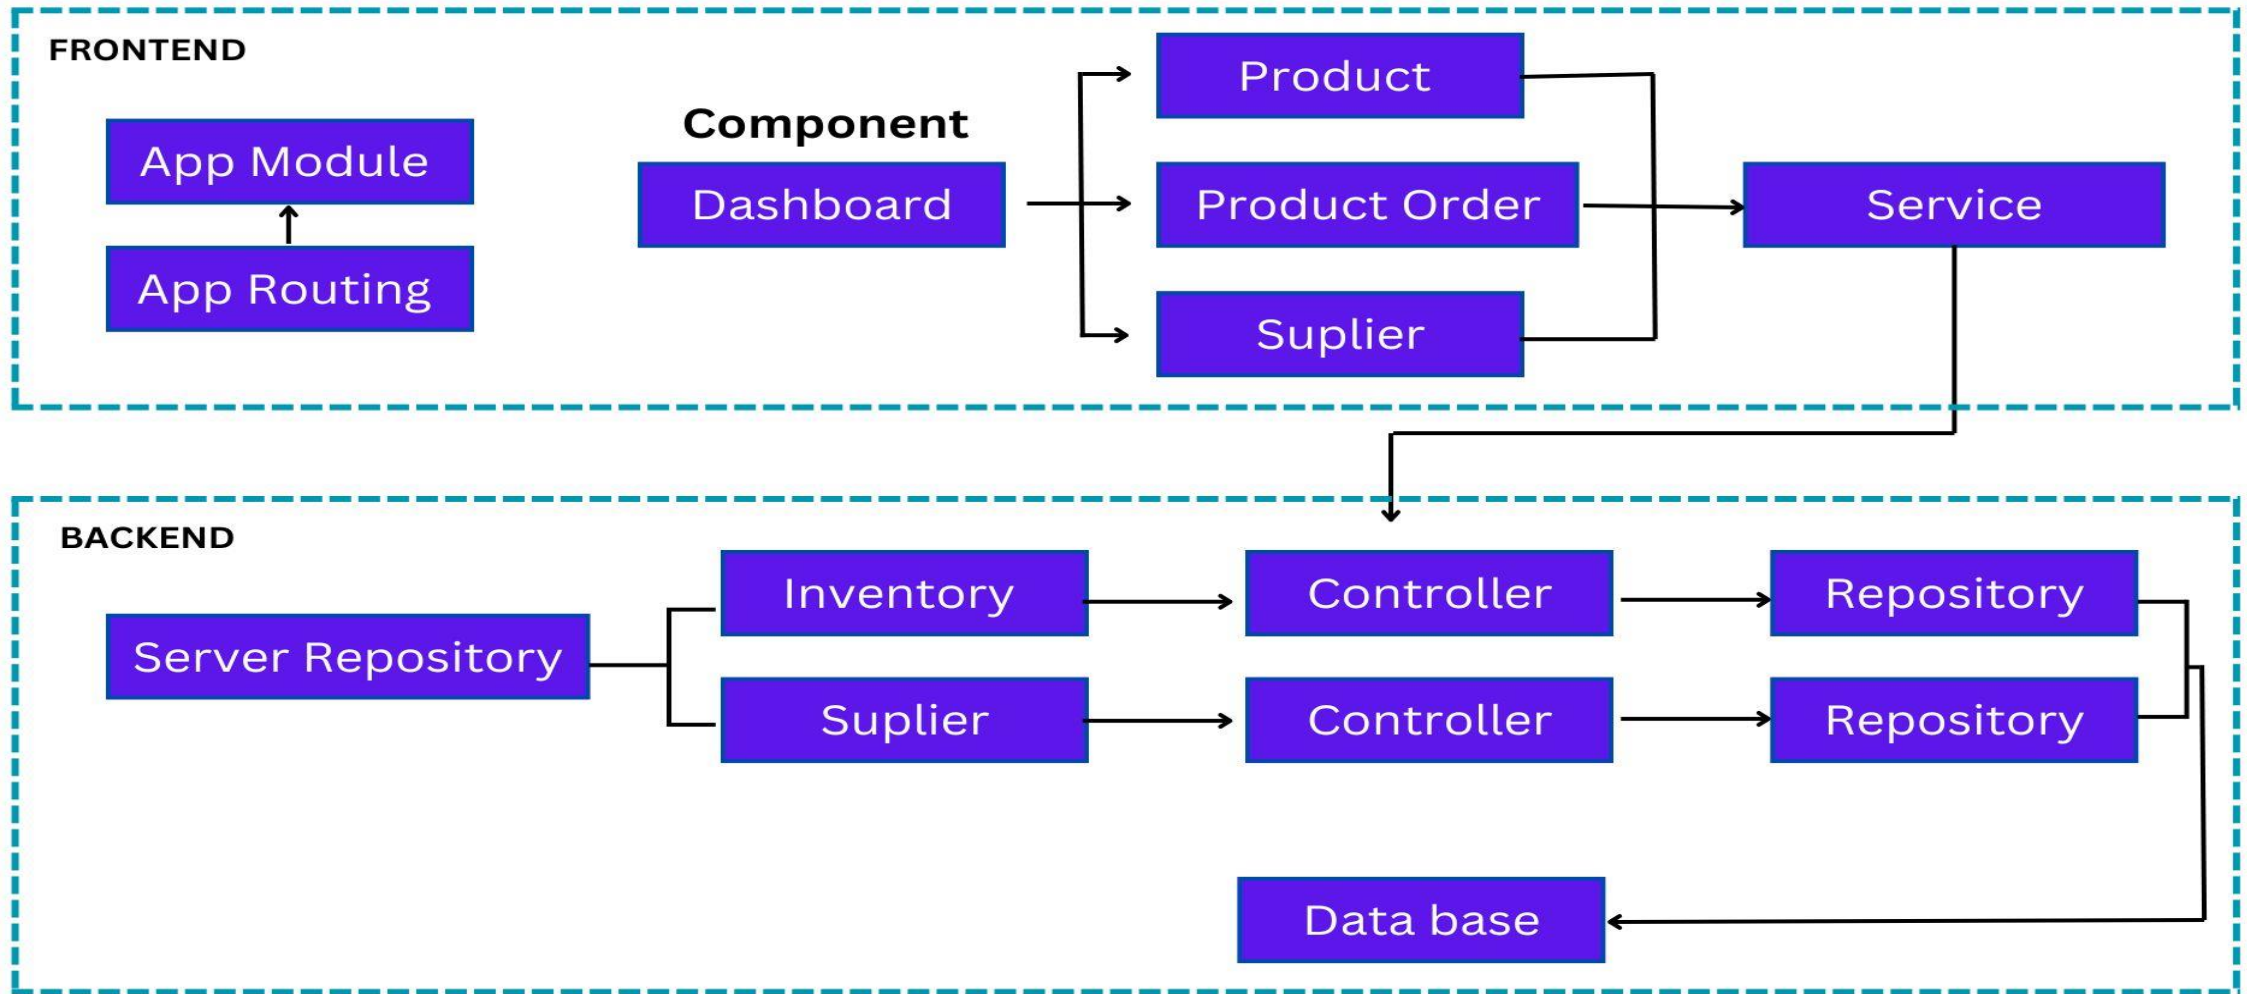 FRONTEND
App Module
App Routing
Component
Dashboard
Product
Product Order
Suplier
Service
BACKEND
Server Repository
Inventory
Controller
Repository
Suplier
Controller
Repository
Data base